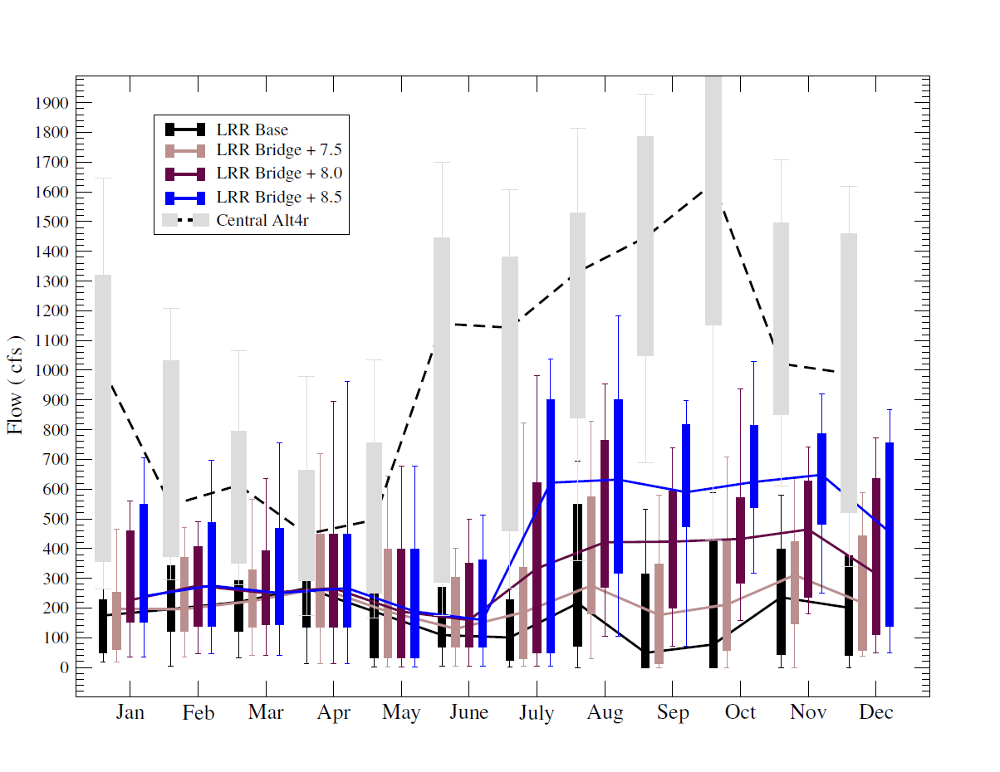 1900
1800
1700
1600
1500
1400
1300
1200
1100
1000
900
800
700
600
500
400
300
200
100
0
Flow ( cfs )
LRR Base
LRR Bridge + 7.5
LRR Bridge + 8.0
LRR Bridge + 8.5
Central Alt4r
Jan Feb Mar Apr May June July Aug Sep Oct Nov Dec